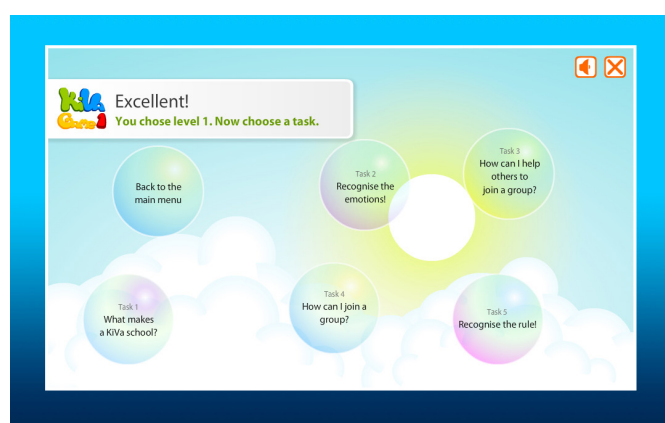 KiVa
Game 1
Excellent!
You chose level 1. Now choose a task.
Back to the
main menu
Task 2
Recognise the
emotions!
Task 3
How can I help
others to
join a group?
Task 1
What makes
a KiVa school?
Task 4
How can I join a
group?
Task 5
Recognise the rule!